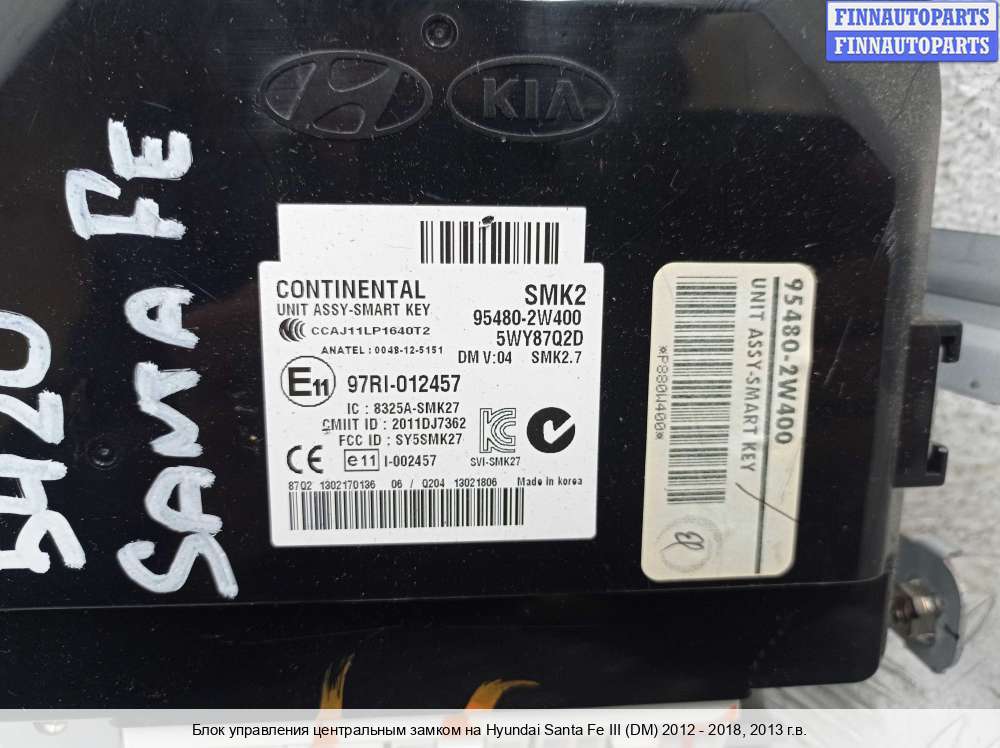 FINNAUTOPARTS
FINNAUTOPARTS
KIA
SANTA FE
5420
CONTINENTAL
UNIT ASSY-SMART KEY
CCAJ11LP1640T2
ANATEL : 0048-12-5151
SMK2
95480-2W400
5WY87Q2D
DM V:04 SMK2.7
E11 97RI-012457
IC : 8325A-SMK27
CMIIT ID : 2011DJ7362
FCC ID : SY5SMK27
CE e11 I-002457
SVI-SMK27
87Q2 1302170136 06 / Q204 13021806 Made in korea
95480-2W400
UNIT ASSY-SMART KEY
*P8801W400*
Блок управления центральным замком на Hyundai Santa Fe III (DM) 2012 - 2018, 2013 г.в.